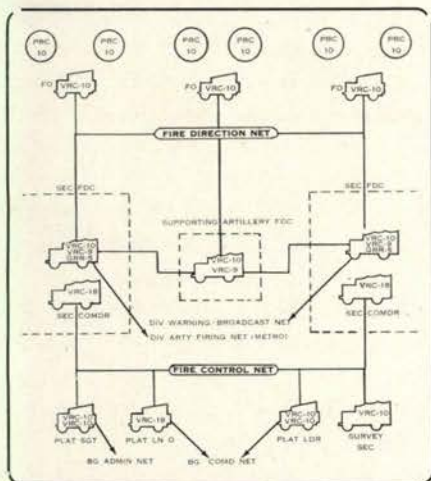 PRC
10
PRC
10
PRC
10
PRC
10
PRC
10
PRC
10
FO
VRC-10
FO
VRC-10
FO
VRC-10
FIRE DIRECTION NET
SEC FDC
SUPPORTING ARTILLERY FDC
SEC FDC
VRC-10
VRC-9
GRR-5
VRC-9
VRC-10
VRC-9
GRR-5
VRC-18
SEC COMDR
VRC-18
SEC COMDR
DIV WARNING/BROADCAST NET
DIV ARTY FIRING NET (METRO)
FIRE CONTROL NET
VRC-10
VRC-10
PLAT SGT
VRC-18
PLAT LN O
VRC-10
VRC-10
PLAT LDR
VRC-10
SURVEY
SEC
BG ADMIN NET
BG COMD NET